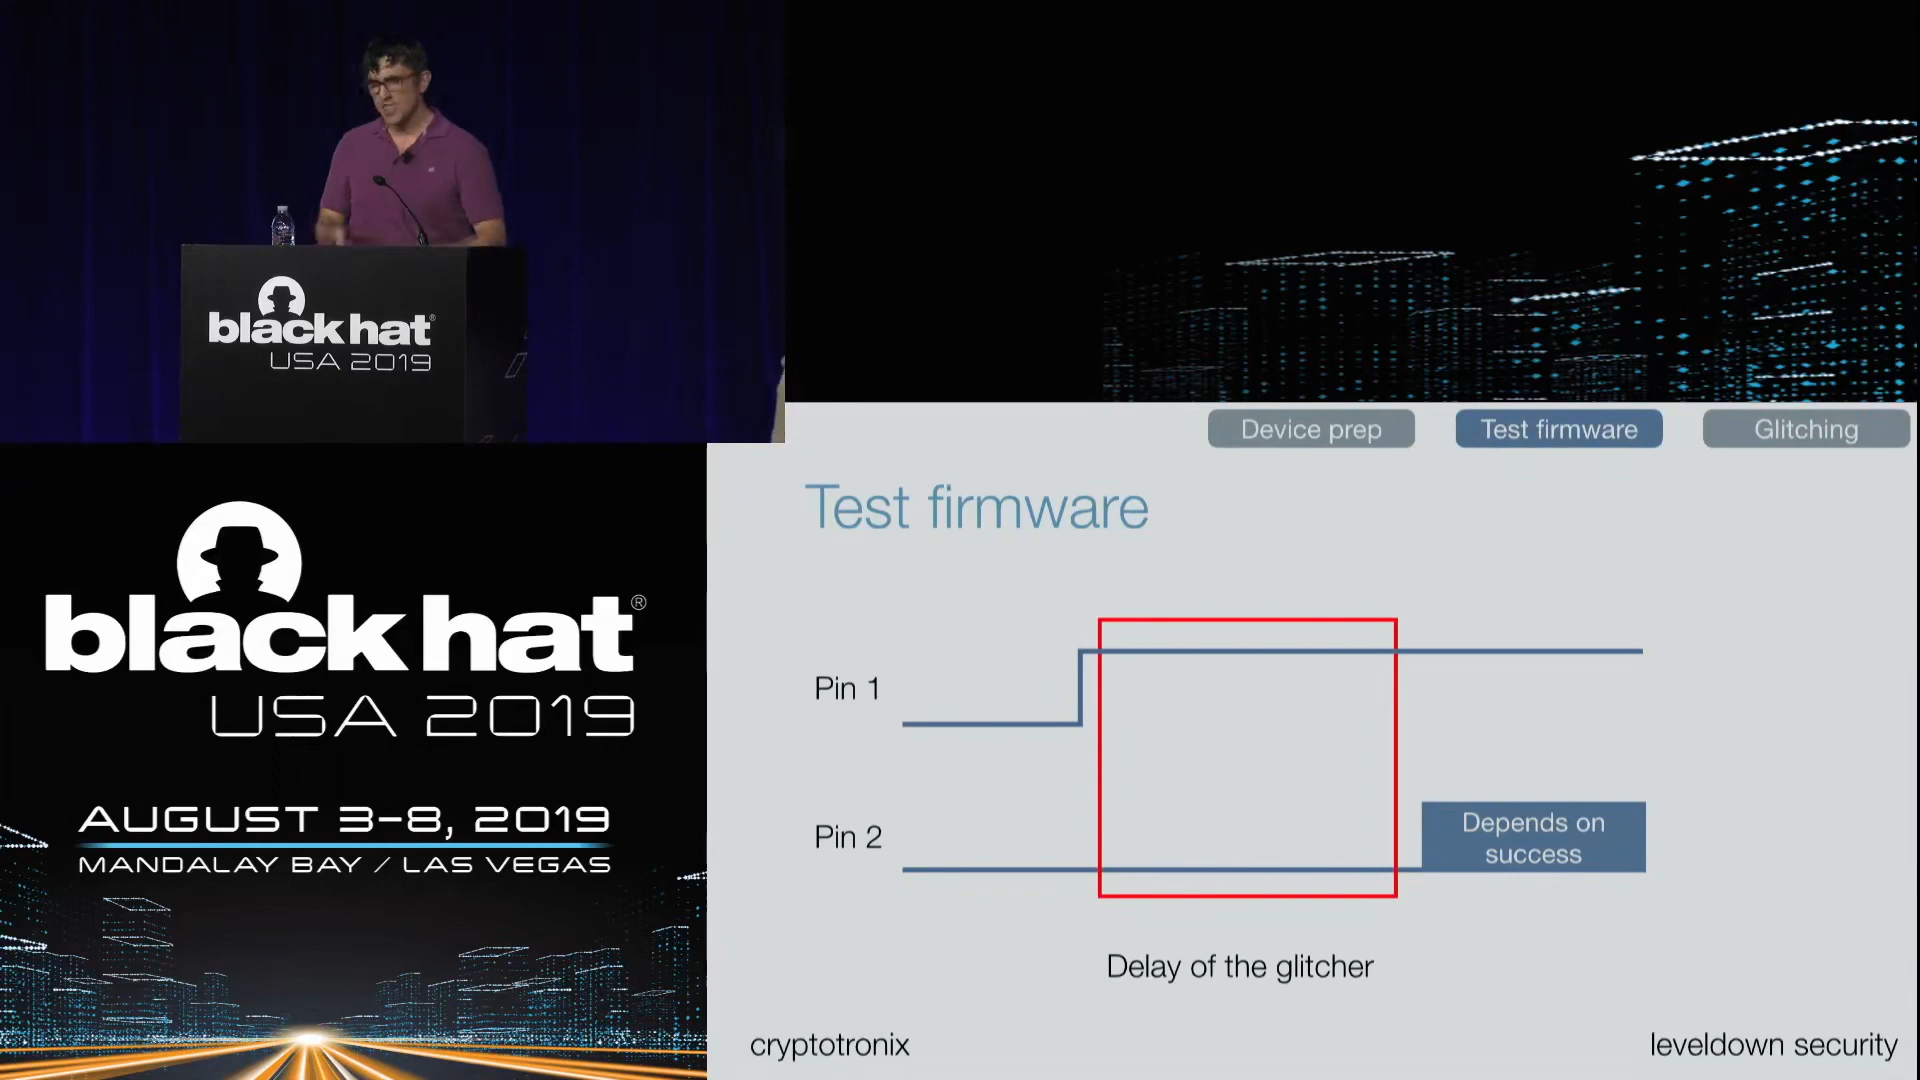 black hat®
USA 2019
black hat®
USA 2019
AUGUST 3-8, 2019
MANDALAY BAY / LAS VEGAS
Device prep
Test firmware
Glitching
Test firmware
Pin 1
Pin 2
Depends on
success
Delay of the glitcher
cryptotronix
leveldown security